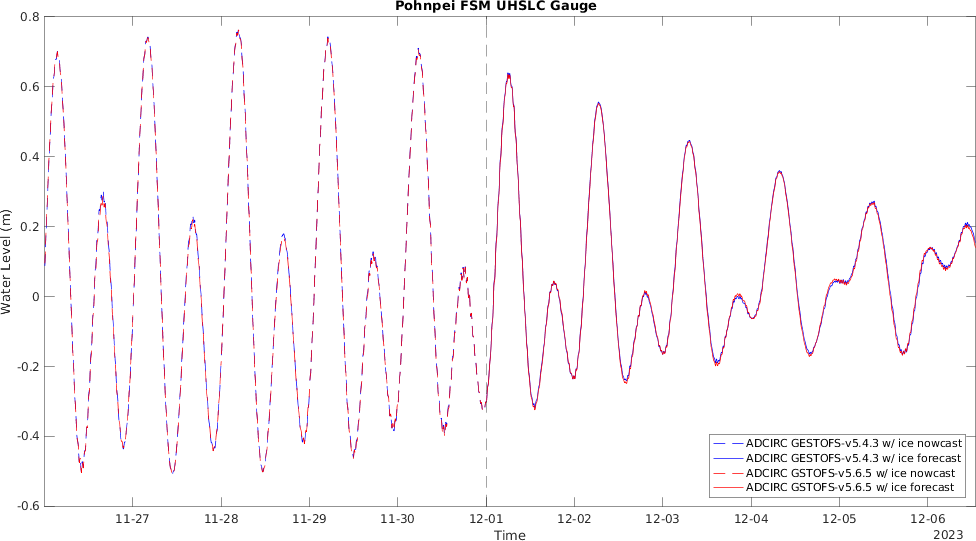 Pohnpei FSM UHSLC Gauge
0.8
0.6
0.4
0.2
0
-0.2
-0.4
-0.6
Water Level (m)
ADCIRC GESTOFS-v5.4.3 w/ ice nowcast
ADCIRC GESTOFS-v5.4.3 w/ ice forecast
ADCIRC GSTOFS-v5.6.5 w/ ice nowcast
ADCIRC GSTOFS-v5.6.5 w/ ice forecast
11-27 11-28 11-29 11-30 12-01 12-02 12-03 12-04 12-05 12-06
Time 2023